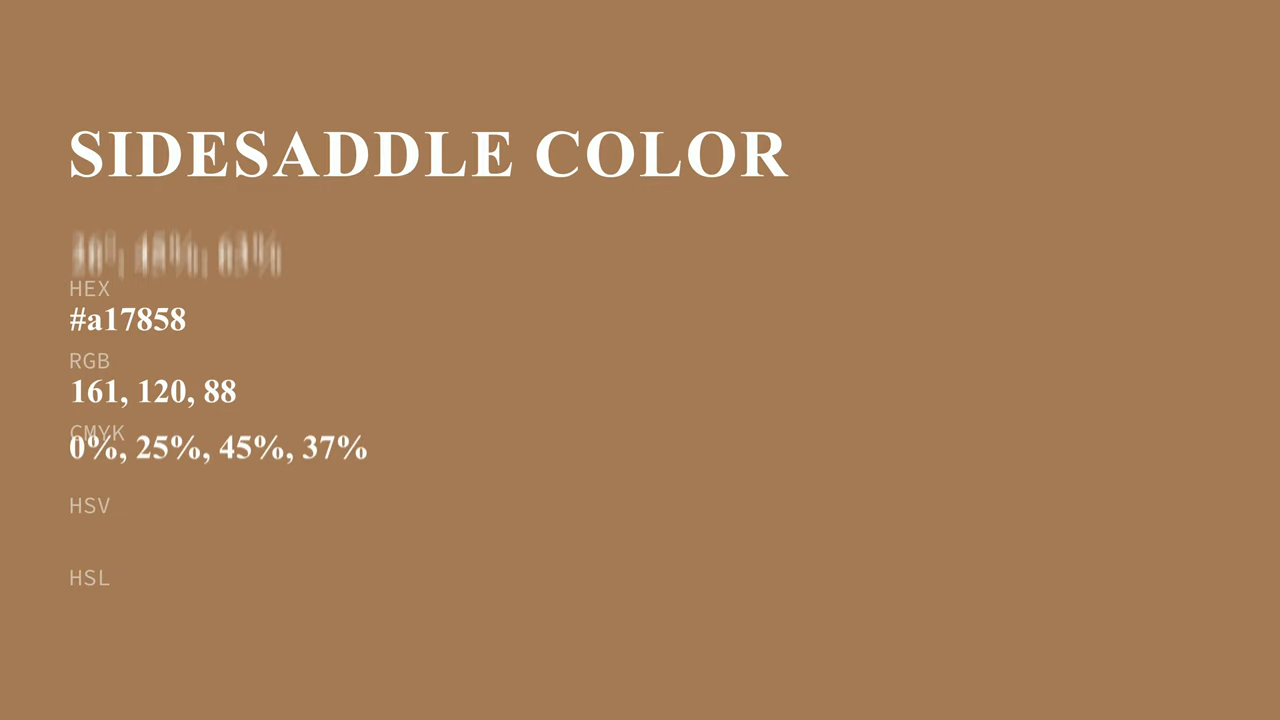 SIDESADDLE COLOR
HEX
#a17858
RGB
161, 120, 88
CMYK
0%, 25%, 45%, 37%
HSV
HSL